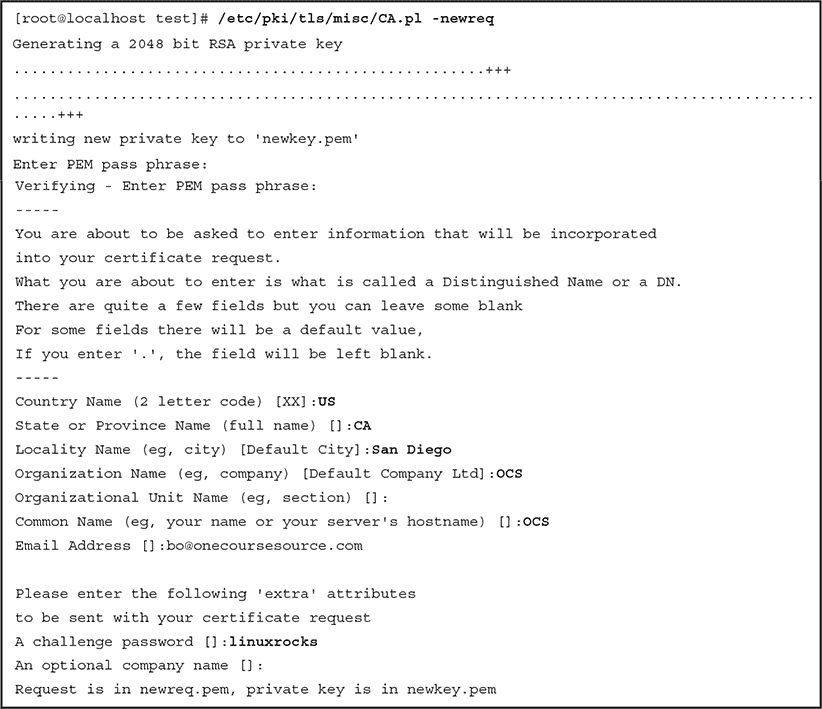 [root@localhost test]# /etc/pki/tls/misc/CA.pl -newreq
Generating a 2048 bit RSA private key
.....................................................+++
..........................................................................................
.....+++
writing new private key to 'newkey.pem'
Enter PEM pass phrase:
Verifying - Enter PEM pass phrase:
-----
You are about to be asked to enter information that will be incorporated
into your certificate request.
What you are about to enter is what is called a Distinguished Name or a DN.
There are quite a few fields but you can leave some blank
For some fields there will be a default value,
If you enter '.', the field will be left blank.
-----
Country Name (2 letter code) [XX]:US
State or Province Name (full name) []:CA
Locality Name (eg, city) [Default City]:San Diego
Organization Name (eg, company) [Default Company Ltd]:OCS
Organizational Unit Name (eg, section) []:
Common Name (eg, your name or your server's hostname) []:OCS
Email Address []:bo@onecoursesource.com
Please enter the following 'extra' attributes
to be sent with your certificate request
A challenge password []:linuxrocks
An optional company name []:
Request is in newreq.pem, private key is in newkey.pem